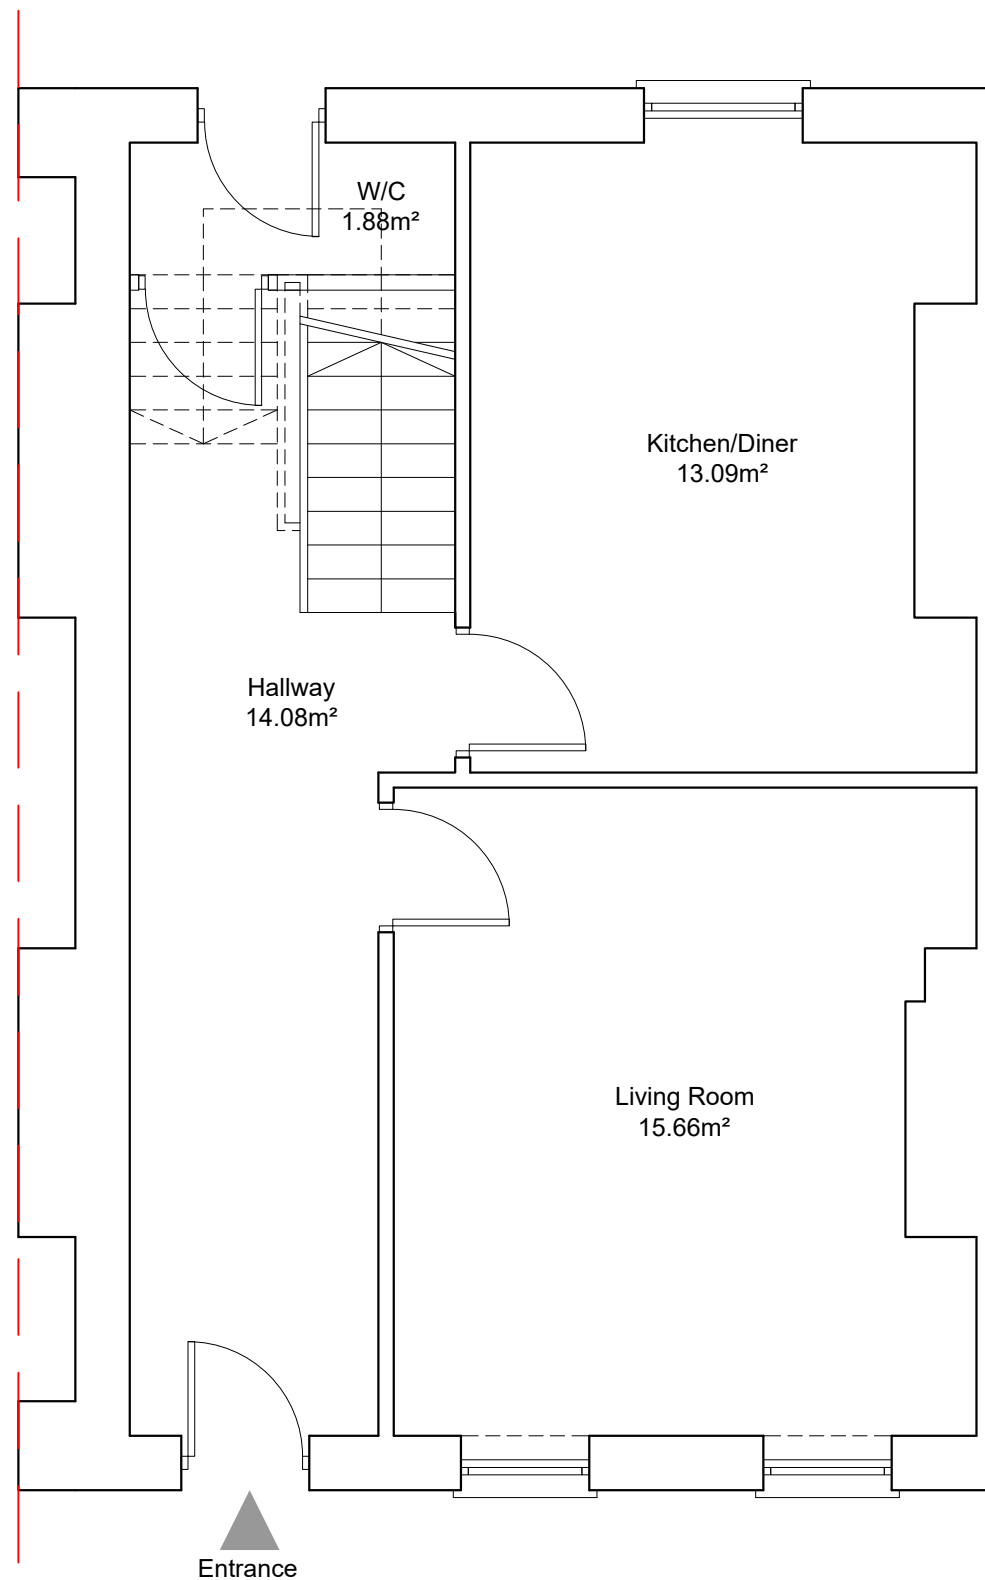 W/C
1.88m²
Kitchen/Diner
13.09m²
Hallway
14.08m²
Living Room
15.66m²
Entrance